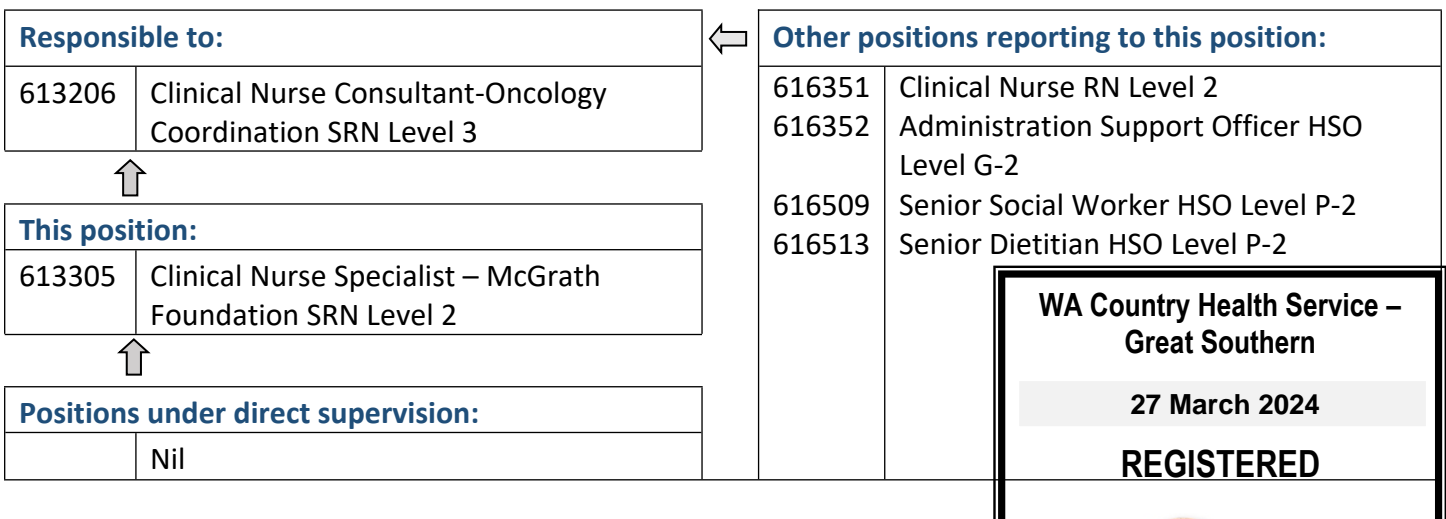 Responsible to:
613206 Clinical Nurse Consultant-Oncology
Coordination SRN Level 3
This position:
613305 Clinical Nurse Specialist – McGrath
Foundation SRN Level 2
Positions under direct supervision:
Nil
Other positions reporting to this position:
616351 Clinical Nurse RN Level 2
616352 Administration Support Officer HSO
Level G-2
616509 Senior Social Worker HSO Level P-2
616513 Senior Dietitian HSO Level P-2
WA Country Health Service –
Great Southern
27 March 2024
REGISTERED